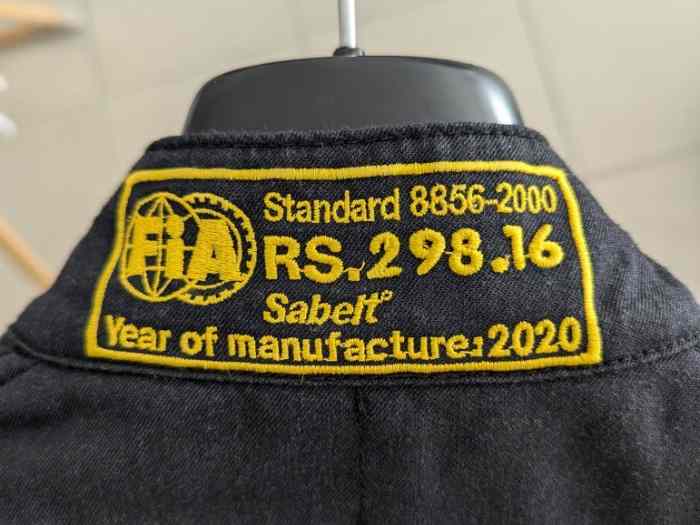 FiA
Standard 8856-2000
RS.298.16
Sabelt°
Year of manufacture:2020